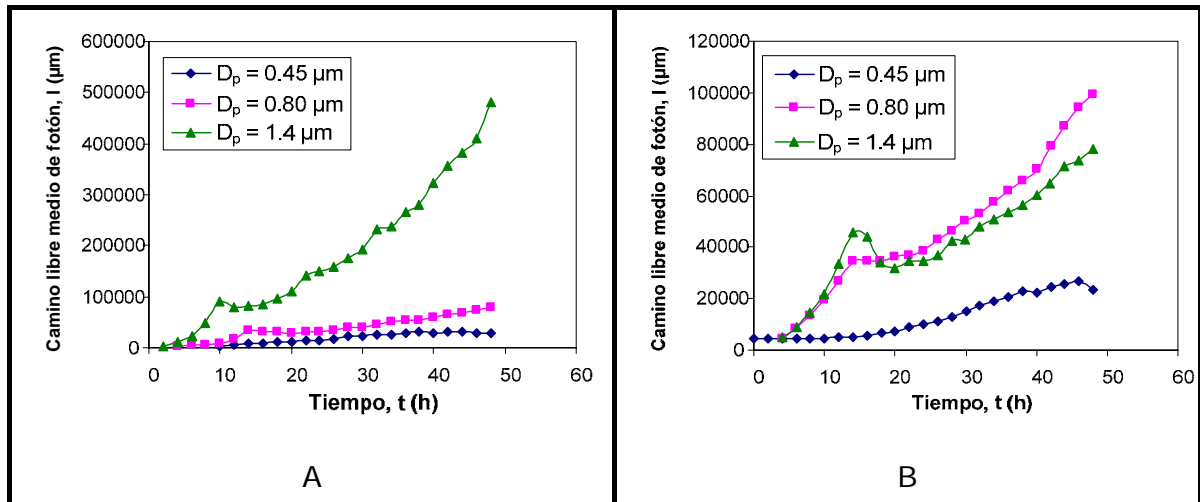 Camino libre medio de fotón, l (µm)
600000
500000
400000
300000
200000
100000
0
D_p = 0.45 µm
D_p = 0.80 µm
D_p = 1.4 µm
0 10 20 30 40 50 60
Tiempo, t (h)
A
Camino libre medio de fotón, l (µm)
120000
100000
80000
60000
40000
20000
0
D_p = 0.45 µm
D_p = 0.80 µm
D_p = 1.4 µm
0 10 20 30 40 50 60
Tiempo, t (h)
B